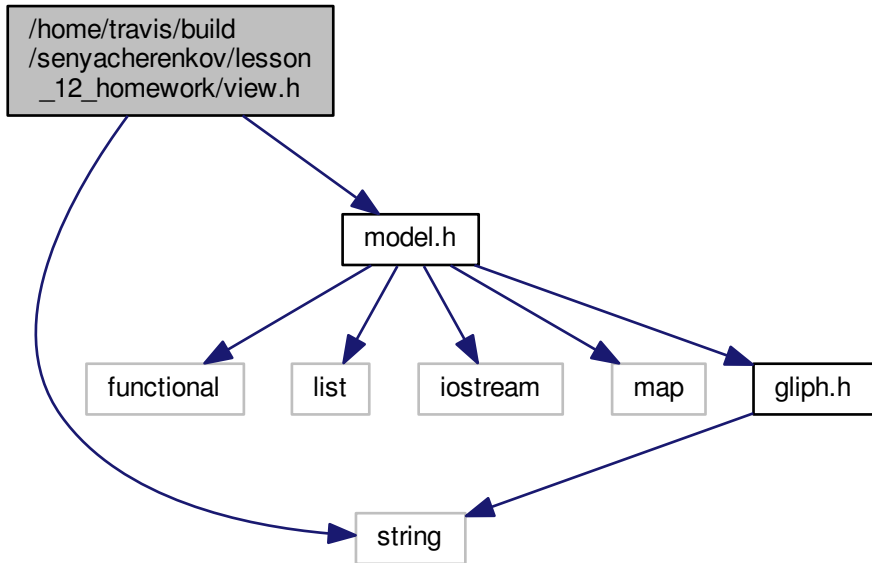 /home/travis/build
/senyacherenkov/lesson
_12_homework/view.h
model.h
functional
list
iostream
map
gliph.h
string